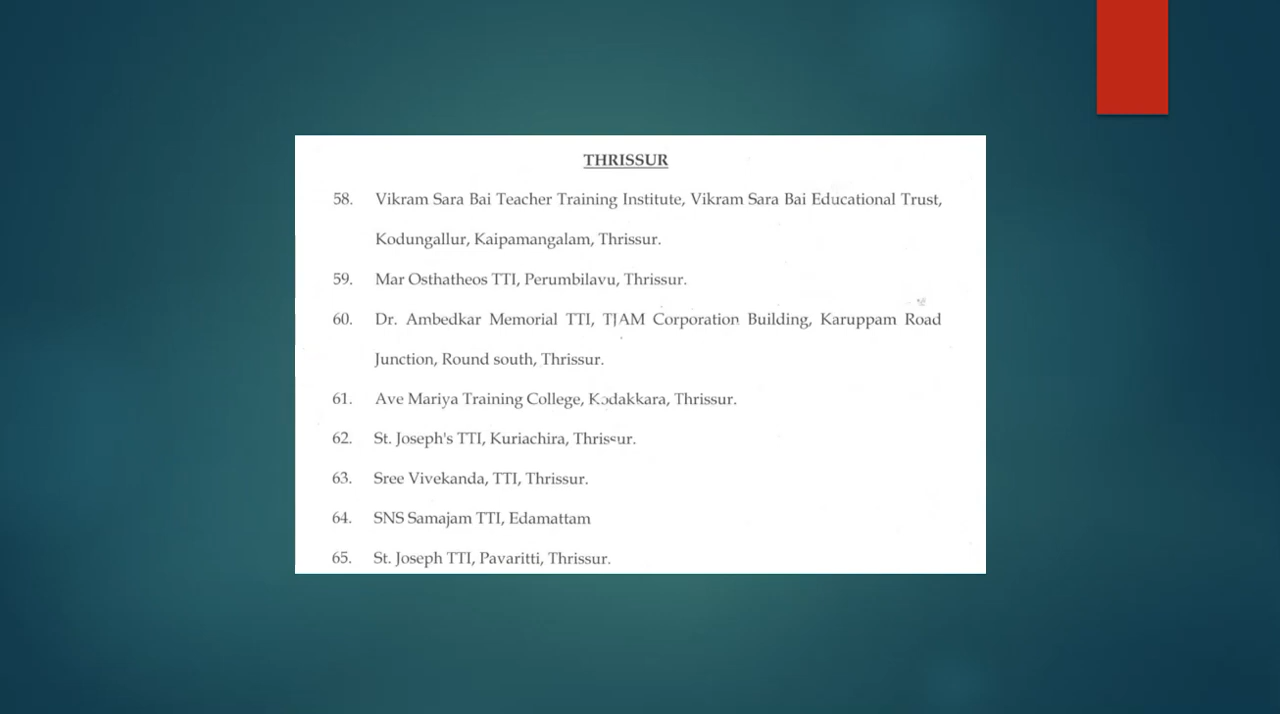 THRISSUR
58. Vikram Sara Bai Teacher Training Institute, Vikram Sara Bai Educational Trust,
Kodungallur, Kaipamangalam, Thrissur.
59. Mar Osthatheos TTI, Perumbilavu, Thrissur.
60. Dr. Ambedkar Memorial TTI, TJAM Corporation Building, Karuppam Road
Junction, Round south, Thrissur.
61. Ave Mariya Training College, Kodakkara, Thrissur.
62. St. Joseph's TTI, Kuriachira, Thrissur.
63. Sree Vivekanda, TTI, Thrissur.
64. SNS Samajam TTI, Edamattam
65. St. Joseph TTI, Pavaritti, Thrissur.